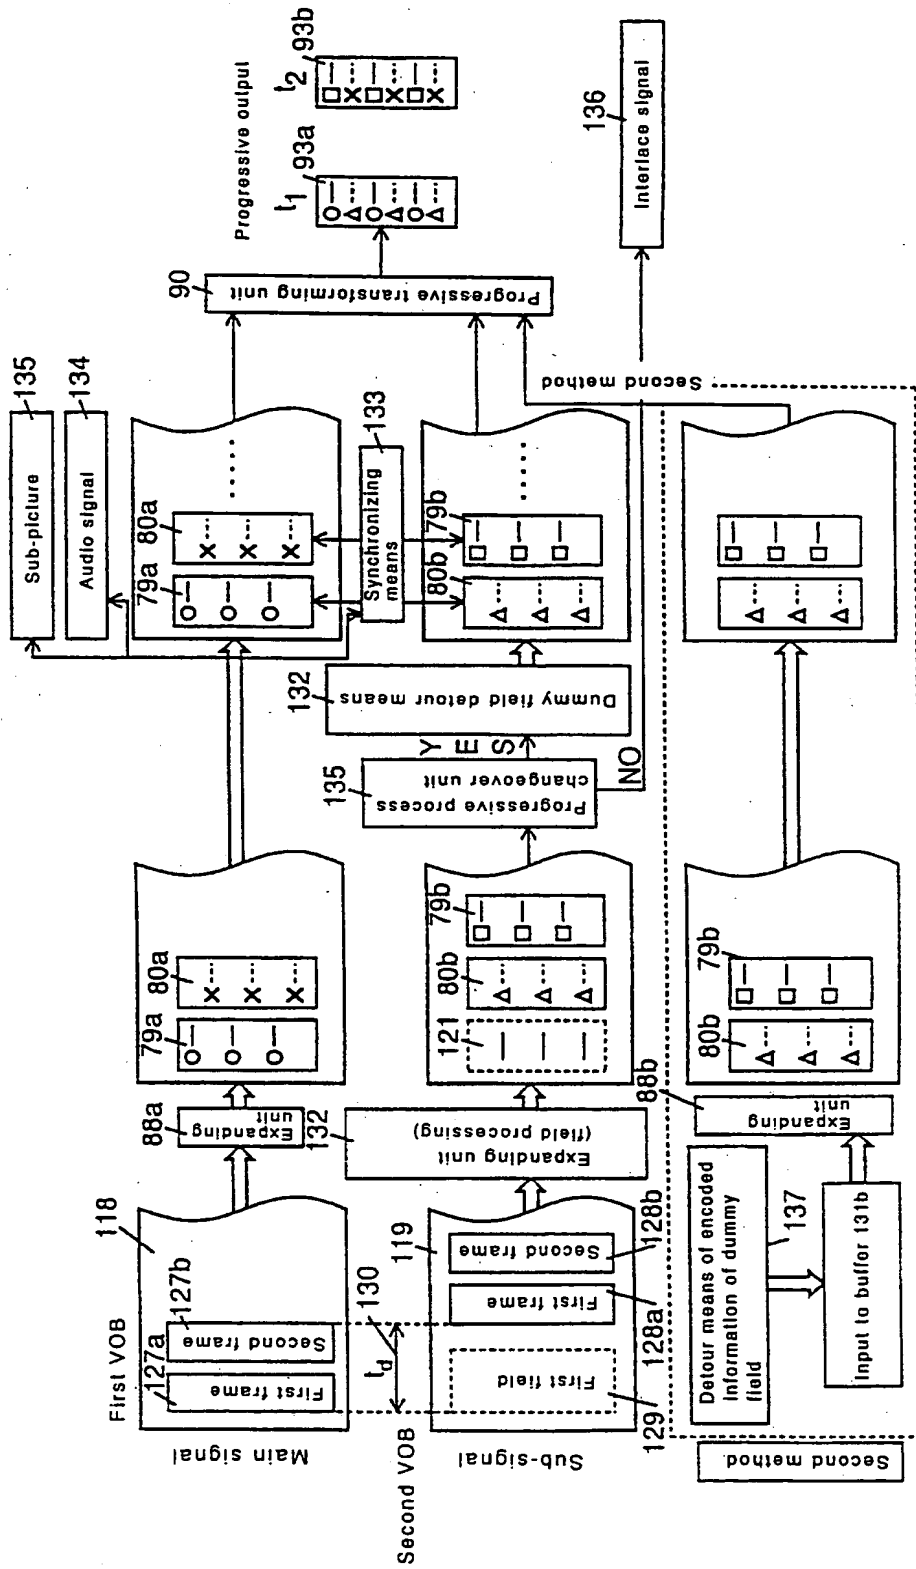 135
Sub-picture
134
Audio signal
Progressive output
t1
93a
t2
93b
136
Interlace signal
90
Progressive transforming
unit
79a
80a
133
Synchronizing
means
80b
79b
Second method
132
Dummy field detour means
YES
NO
135
Progressive process
changeover unit
79a
80a
121
80b
79b
80b
79b
88a
Expanding
unit
132
Expanding unit
(field processing)
88b
Expanding
unit
First VOB
118
127a
127b
First frame
Second frame
Main signal
130
td
Second VOB
119
First field
First frame
Second frame
129
128a
128b
Sub-signal
Detour means of encoded
Information of dummy
field
137
Input to buffer 131b
Second method